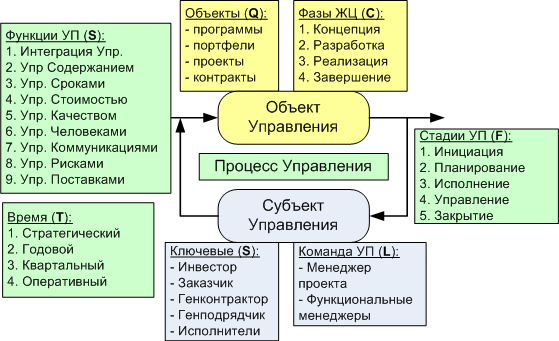 Функции УП (S):
1. Интеграция Упр.
2. Упр Содержанием
3. Упр. Сроками
4. Упр. Стоимостью
5. Упр. Качеством
6. Упр. Человеками
7. Упр. Коммуникациями
8. Упр. Рисками
9. Упр. Поставками
Объекты (Q):
- программы
- портфели
- проекты
- контракты
Фазы ЖЦ (C):
1. Концепция
2. Разработка
3. Реализация
4. Завершение
Объект
Управления
Процесс Управления
Стадии УП (F):
1. Инициация
2. Планирование
3. Исполнение
4. Управление
5. Закрытие
Субъект
Управления
Время (T):
1. Стратегический
2. Годовой
3. Квартальный
4. Оперативный
Ключевые (S):
- Инвестор
- Заказчик
- Генконтрактор
- Генподрядчик
- Исполнители
Команда УП (L):
- Менеджер
проекта
- Функциональные
менеджеры